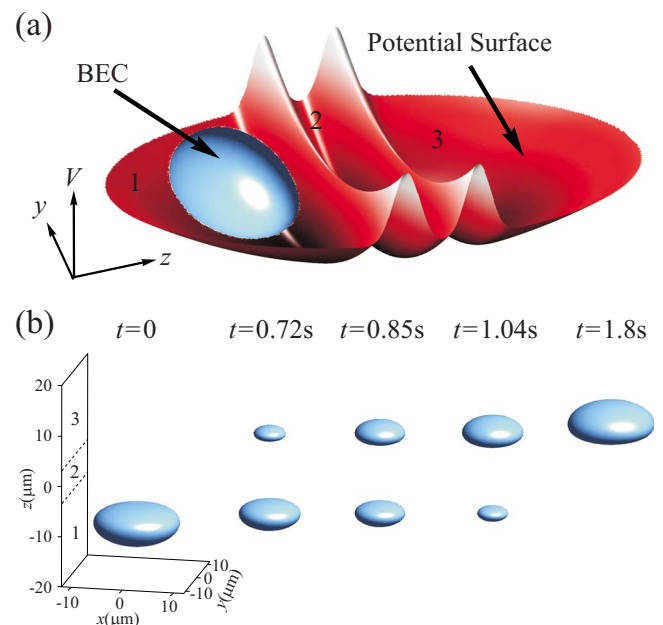 (a)
Potential Surface
BEC
2
3
1
V
y
z
(b)
t=0 t=0.72s t=0.85s t=1.04s t=1.8s
20
3
10
2
z(μm)
0
1
-10
-20
10
0
-10
y(μm)
-10 0 10
x(μm)